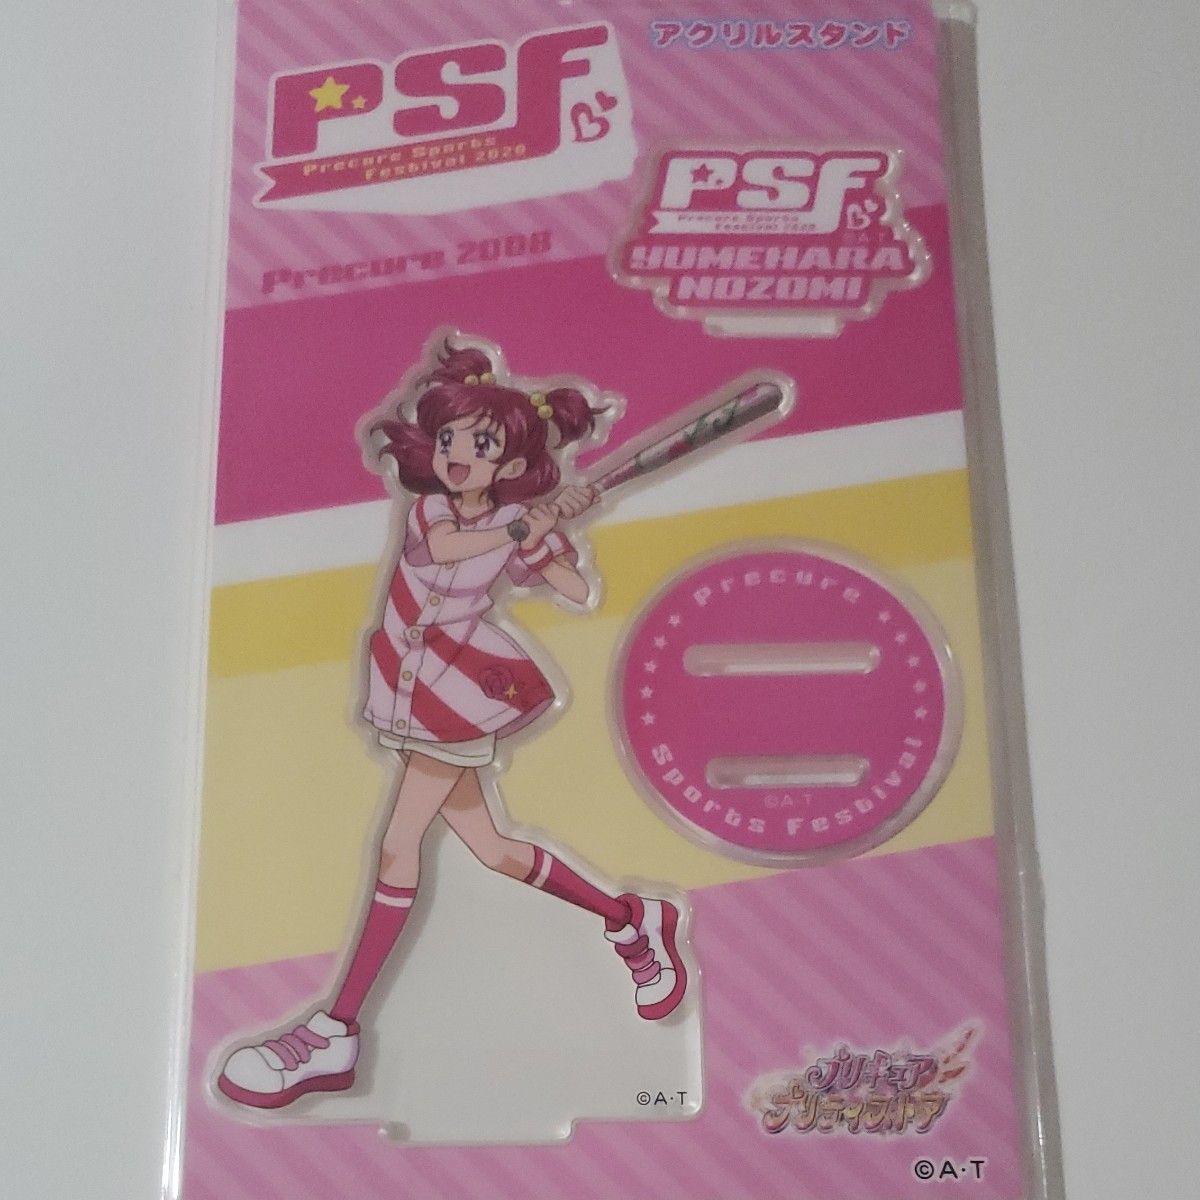 アクリルスタンド
PSF
Precure Sports
Festival 2020
PSF
Precure Sports
Festival 2020
©A·T
YUMEHARA
NOZOMI
Precure 2008
Precure
Sports Festival
©A·T
©A·T
プリキュア
プリティストア
©A·T